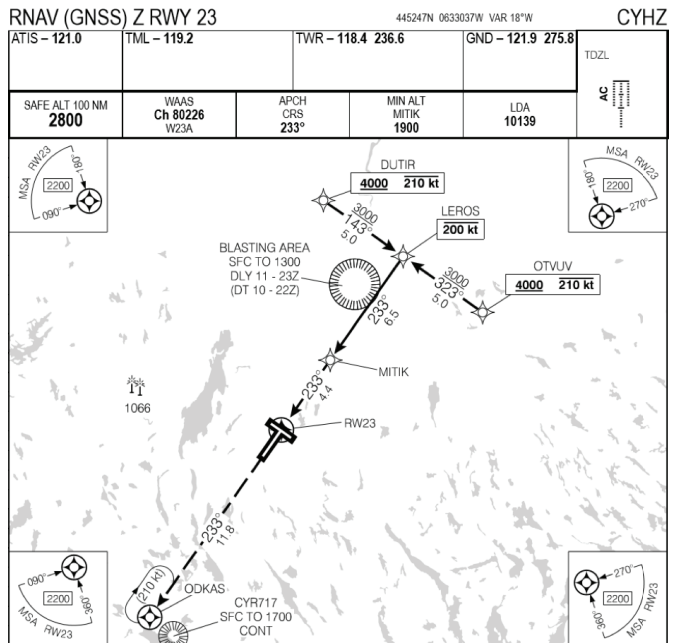 RNAV (GNSS) Z RWY 23
445247N 0633037W VAR 18°W
CYHZ
ATIS – 121.0
TML – 119.2
TWR – 118.4 236.6
GND – 121.9 275.8
TDZL
AC
SAFE ALT 100 NM
2800
WAAS
Ch 80226
W23A
APCH
CRS
233°
MIN ALT
MITIK
1900
LDA
10139
MSA RW23
180°
2200
090°
MSA RW23
180°
2200
270°
DUTIR
4000 210 kt
3000
143°
5.0
LEROS
200 kt
BLASTING AREA
SFC TO 1300
DLY 11 - 23Z
(DT 10 - 22Z)
3000
323°
5.0
OTVUV
4000 210 kt
233°
6.5
MITIK
1066
233°
4.4
RW23
233°
11.8
090°
360°
2200
MSA RW23
(210 kt)
ODKAS
CYR717
SFC TO 1700
CONT
270°
360°
2200
MSA RW23